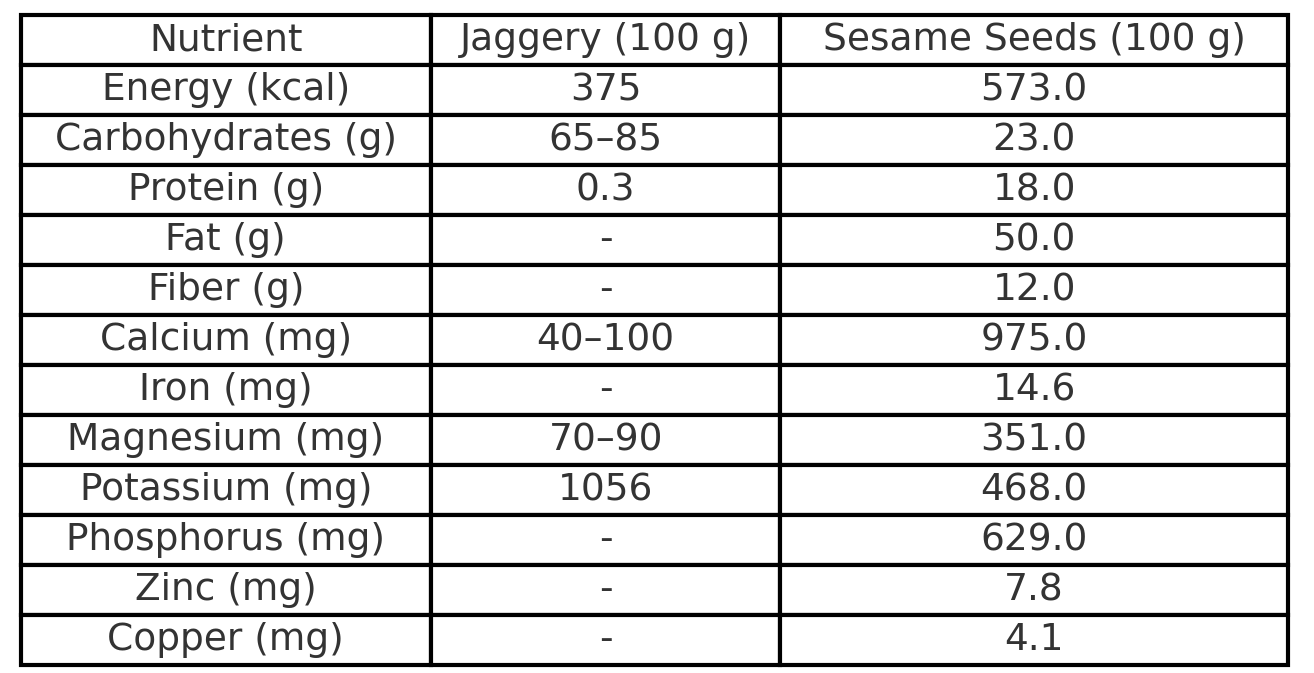 Nutrient Jaggery (100 g) Sesame Seeds (100 g)
Energy (kcal) 375 573.0
Carbohydrates (g) 65–85 23.0
Protein (g) 0.3 18.0
Fat (g) - 50.0
Fiber (g) - 12.0
Calcium (mg) 40–100 975.0
Iron (mg) - 14.6
Magnesium (mg) 70–90 351.0
Potassium (mg) 1056 468.0
Phosphorus (mg) - 629.0
Zinc (mg) - 7.8
Copper (mg) - 4.1